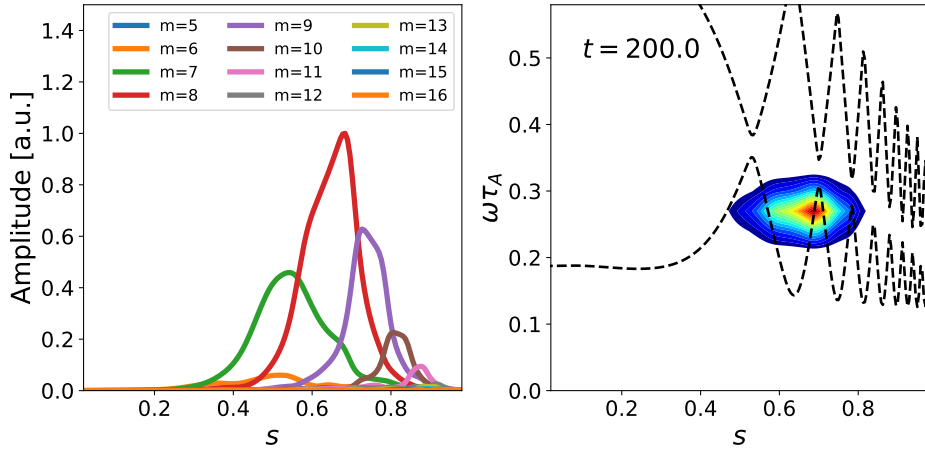 Amplitude [a.u.]
1.4
1.2
1.0
0.8
0.6
0.4
0.2
0.0
m=5
m=6
m=7
m=8
m=9
m=10
m=11
m=12
m=13
m=14
m=15
m=16
0.2 0.4 0.6 0.8
s
ωτ_A
0.5
0.4
0.3
0.2
0.1
0.0
t = 200.0
0.2 0.4 0.6 0.8
s